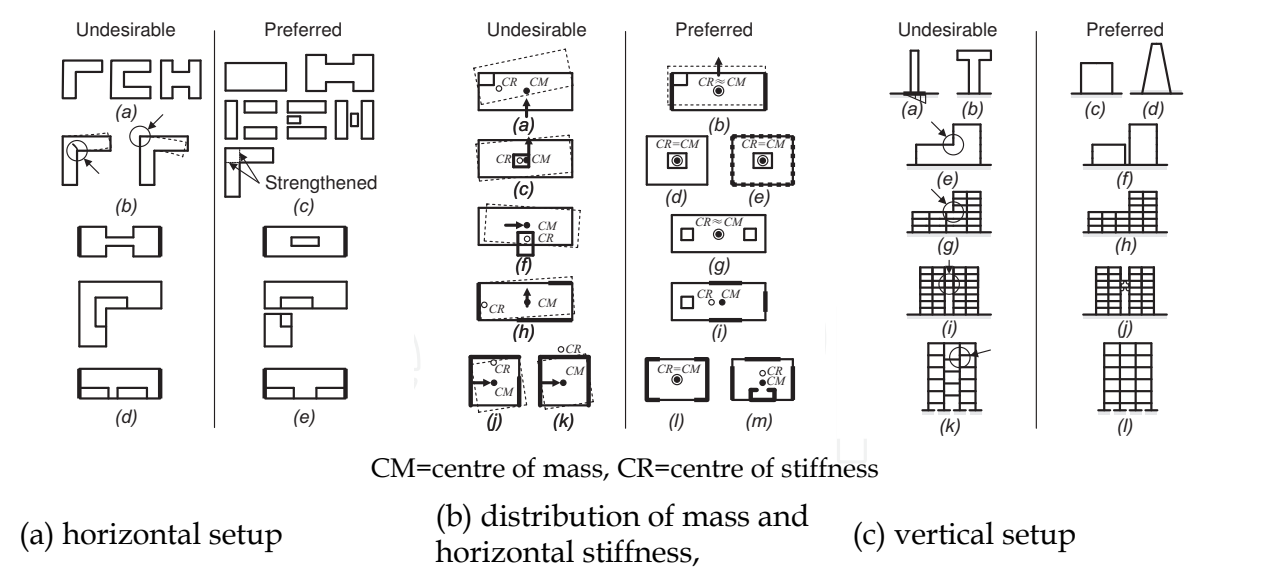 Undesirable
Preferred
(a)
(b)
Strengthened
(c)
(d)
(e)
Undesirable
Preferred
CR CM
(a)
CR≈CM
(b)
CR CM
(c)
CR=CM
(d)
CR=CM
(e)
CM
CR
(f)
CR≈CM
(g)
CR
CM
(h)
CR CM
(i)
CR
CM
(j)
CR
CM
(k)
CR=CM
(l)
CR
CM
(m)
Undesirable
Preferred
(a)
(b)
(c)
(d)
(e)
(f)
(g)
(h)
(i)
(j)
(k)
(l)
CM=centre of mass, CR=centre of stiffness
(a) horizontal setup
(b) distribution of mass and
horizontal stiffness,
(c) vertical setup